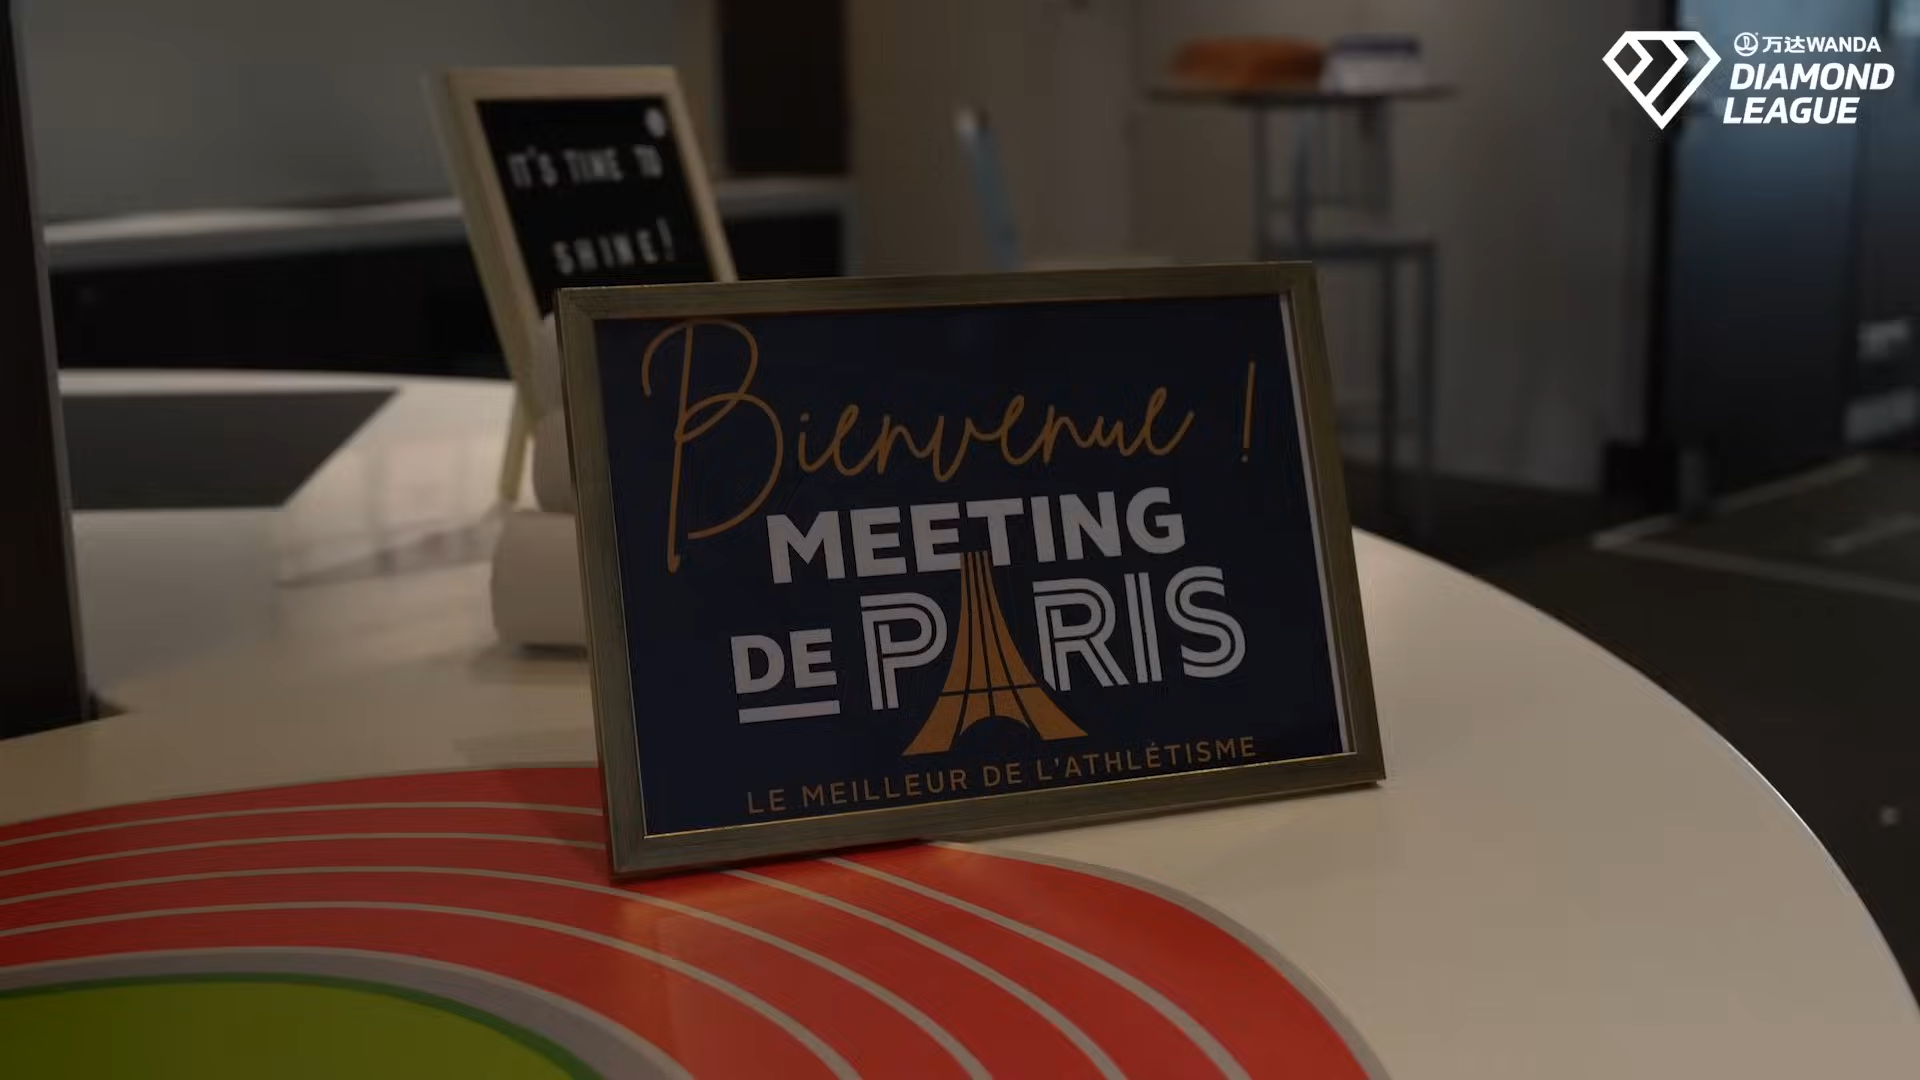 万达WANDA
DIAMOND
LEAGUE
IT'S TIME TO
SHINE!
Bienvenue !
MEETING
DE PARIS
LE MEILLEUR DE L'ATHLÉTISME